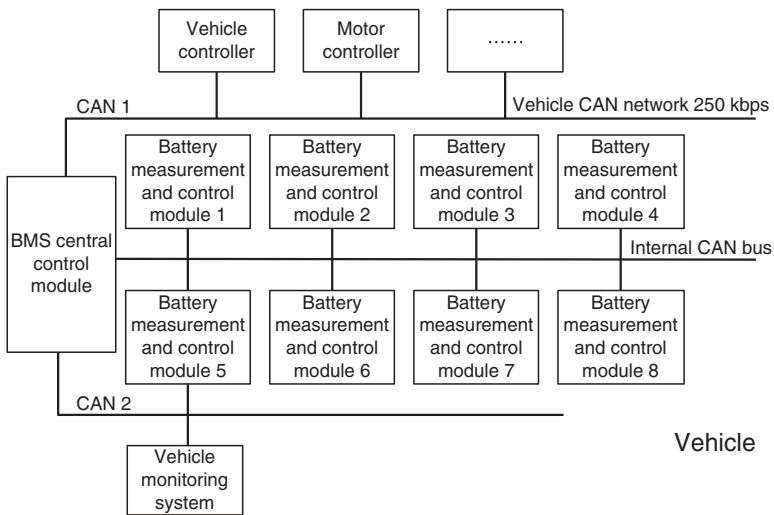 Vehicle
controller
Motor
controller
......
CAN 1
Vehicle CAN network 250 kbps
Battery
measurement
and control
module 1
Battery
measurement
and control
module 2
Battery
measurement
and control
module 3
Battery
measurement
and control
module 4
BMS central
control
module
Internal CAN bus
Battery
measurement
and control
module 5
Battery
measurement
and control
module 6
Battery
measurement
and control
module 7
Battery
measurement
and control
module 8
CAN 2
Vehicle
Vehicle
monitoring
system